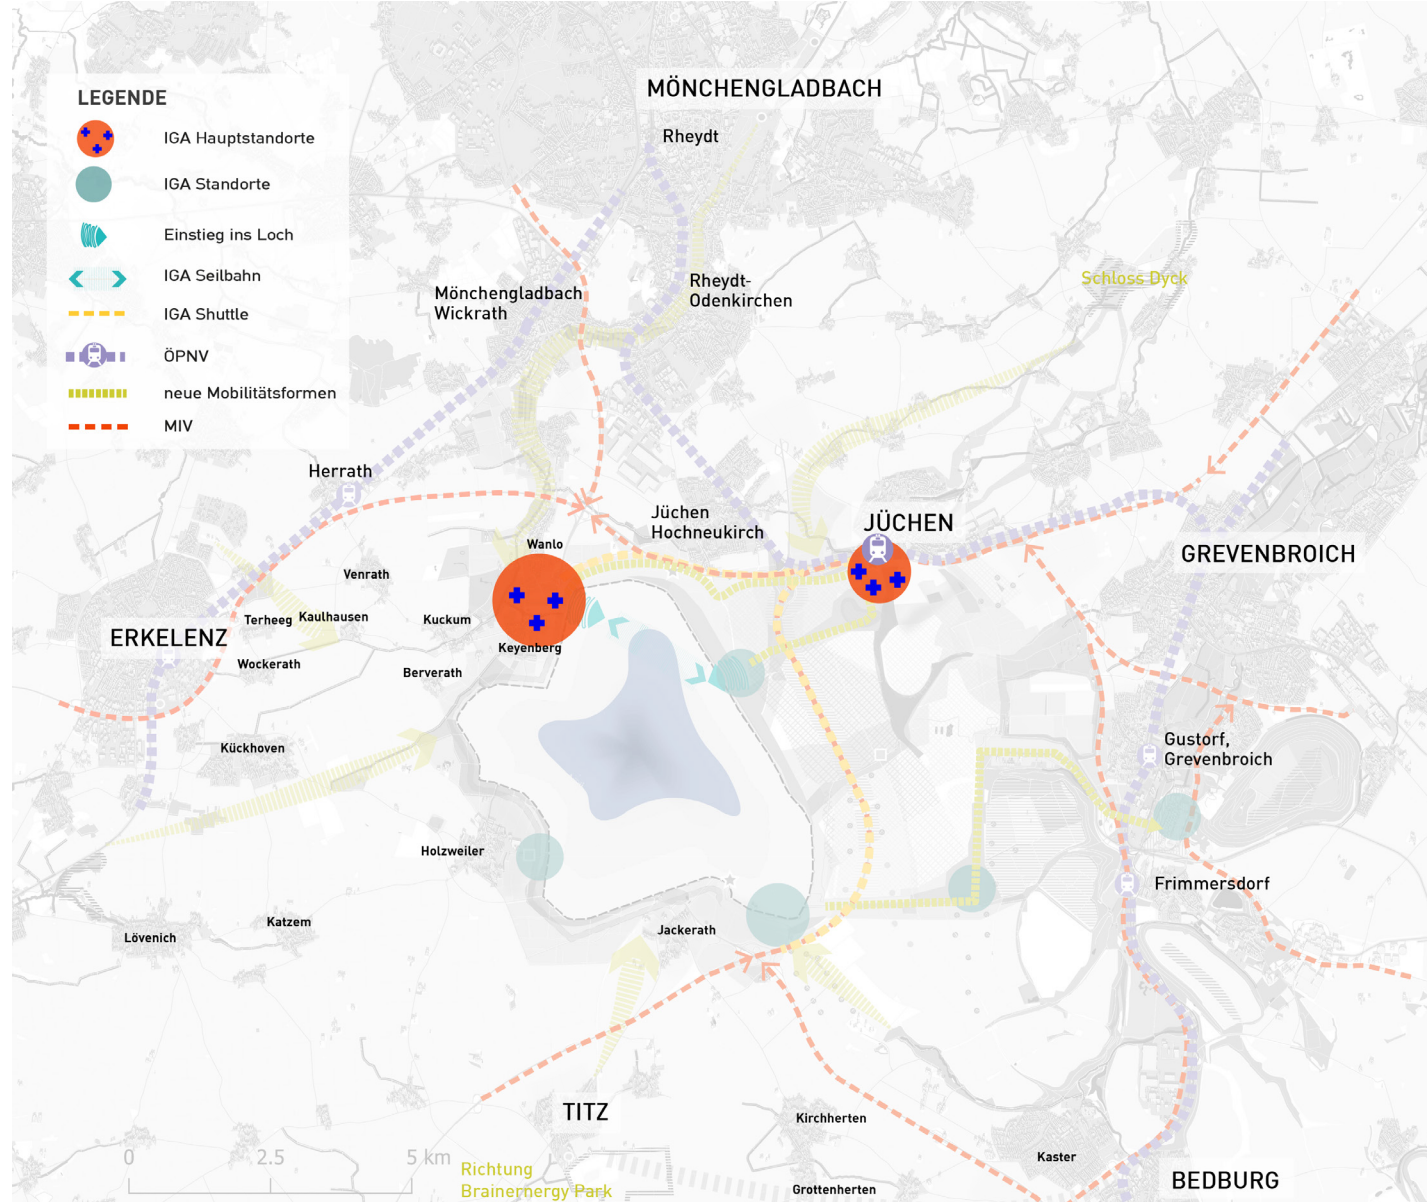 MÖNCHENGLADBACH
LEGENDE
Rheydt
IGA Hauptstandorte
IGA Standorte
Einstieg ins Loch
IGA Seilbahn
IGA Shuttle
ÖPNV
neue Mobilitätsformen
MIV
Schloss Dyck
Rheydt-
Odenkirchen
Mönchengladbach
Wickrath
Herrath
Jüchen
Hochneukirch
JÜCHEN
Wanlo
GREVENBROICH
Venrath
Terheeg
Kaulhausen
Kuckum
ERKELENZ
Keyenberg
Wockerath
Berverath
Kückhoven
Gustorf,
Grevenbroich
Holzweiler
Frimmersdorf
Katzem
Lövenich
Jackerath
TITZ
Kirchherten
Kaster
0
2.5
5 km
Richtung
Brainernergy Park
Grottenherten
BEDBURG